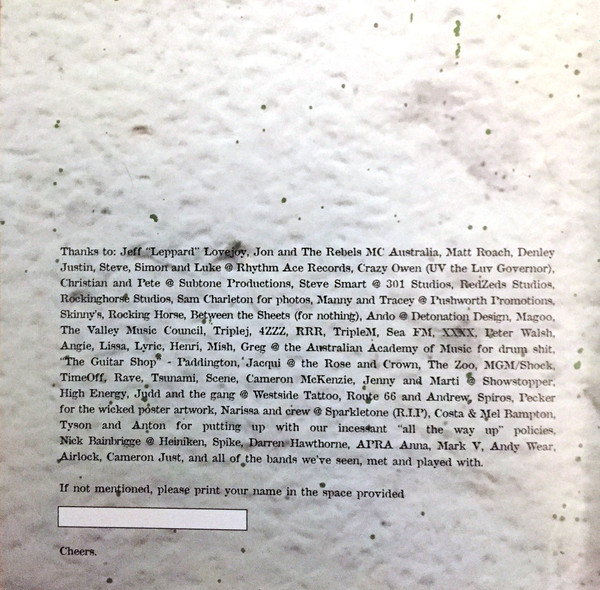 Thanks to: Jeff "Leppard" Lovejoy, Jon and The Rebels MC Australia, Matt Roach, Denley
Justin, Steve, Simon and Luke @ Rhythm Ace Records, Crazy Owen (UV the Luv Governor),
Christian and Pete @ Subtone Productions, Steve Smart @ 301 Studios, RedZeds Studios,
Rockinghorse Studios, Sam Charleton for photos, Manny and Tracey @ Pushworth Promotions,
Skinny's, Rocking Horse, Between the Sheets (for nothing), Ando @ Detonation Design, Magoo,
The Valley Music Council, Triplej, 4ZZZ, RRR, TripleM, Sea FM, XXXX, Peter Walsh,
Angie, Lissa, Lyric, Henri, Mish, Greg @ the Australian Academy of Music for drum shit,
"The Guitar Shop" - Paddington, Jacqui @ the Rose and Crown, The Zoo, MGM/Shock,
TimeOff, Rave, Tsunami, Scene, Cameron McKenzie, Jenny and Marti @ Showstopper,
High Energy, Judd and the gang @ Westside Tattoo, Route 66 and Andrew, Spiros, Pecker
for the wicked poster artwork, Narissa and crew @ Sparkletone (R.I.P), Costa & Mel Bampton,
Tyson and Anton for putting up with our incessant "all the way up" policies,
Nick Bainbrigge @ Heiniken, Spike, Darren Hawthorne, APRA Anna, Mark V, Andy Wear,
Airlock, Cameron Just, and all of the bands we've seen, met and played with.
If not mentioned, please print your name in the space provided
Cheers.